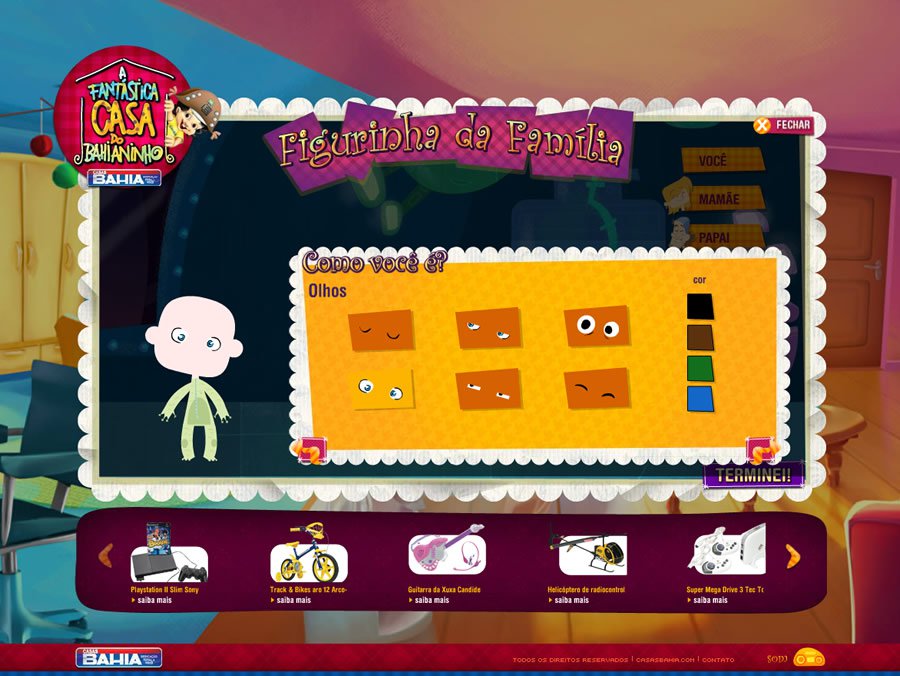 A
FANTÁSTICA
CASA
DO
BAHIANINHO
CASAS
BAHIA
Figurinha da Família
FECHAR
VOCÊ
MAMÃE
PAPAI
Como você é?
Olhos
cor
TERMINEI!
Playstation II Slim Sony
saiba mais
Track & Bikes aro 12 Arco-
saiba mais
Guitarra da Xuxa Candide
saiba mais
Helicóptero de radiocontrol
saiba mais
Super Mega Drive 3 Tec To
saiba mais
CASAS
BAHIA
TODOS OS DIREITOS RESERVADOS | CASASBAHIA.COM | CONTATO
som